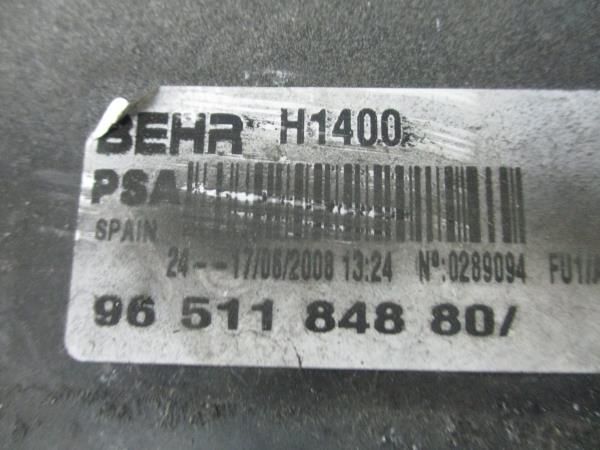 BEHR H1400
PSA
SPAIN
24--17/06/2008 13:24 Nº:0289094 FU1/A
96 511 848 80/